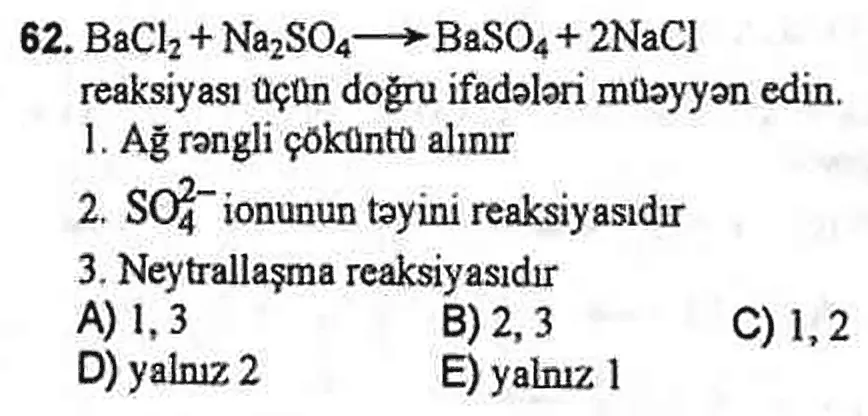 62. BaCl₂ + Na₂SO₄ ⟶ BaSO₄ + 2NaCl
reaksiyası üçün doğru ifadələri müəyyən edin.
1. Ağ rəngli çöküntü alınır
2. SO₄²⁻ ionunun təyini reaksiyasıdır
3. Neytrallaşma reaksiyasıdır
A) 1, 3 B) 2, 3 C) 1, 2
D) yalnız 2 E) yalnız 1